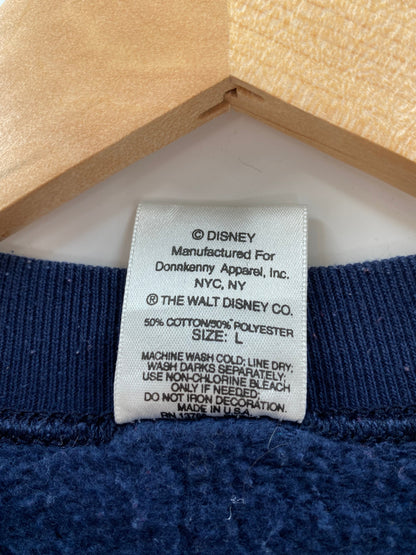 © DISNEY
Manufactured For
Donnkenny Apparel, Inc.
NYC, NY
® THE WALT DISNEY CO.
50% COTTON/50% POLYESTER
SIZE: L
MACHINE WASH COLD; LINE DRY;
WASH DARKS SEPARATELY;
USE NON-CHLORINE BLEACH
ONLY IF NEEDED;
DO NOT IRON DECORATION.
MADE IN U.S.A.
RN